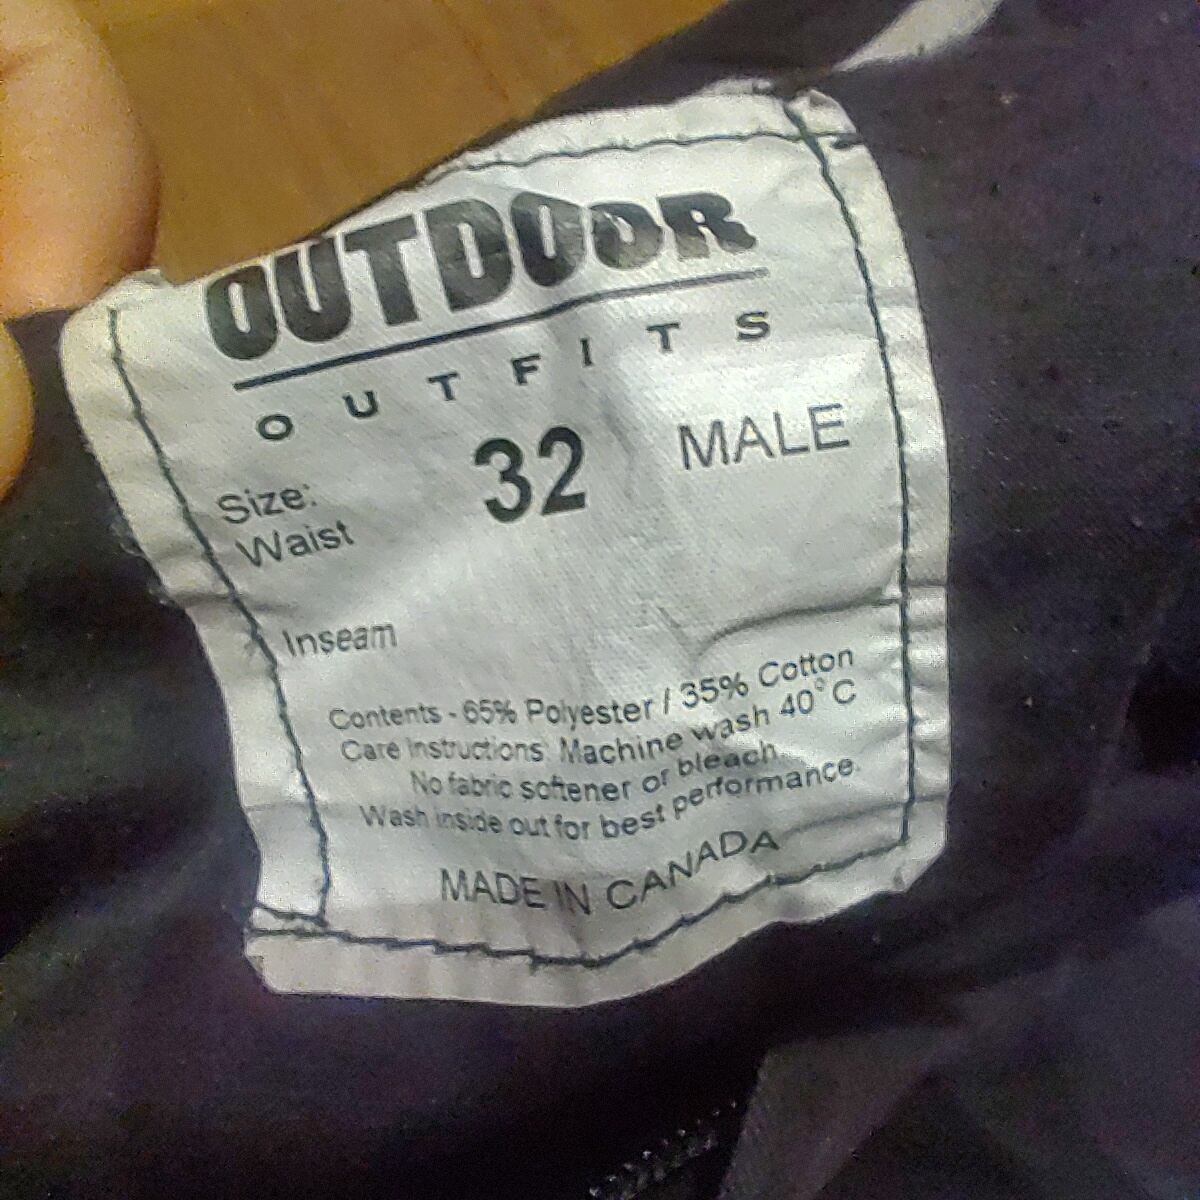 OUTDOOR
OUTFITS
Size: 32 MALE
Waist
Inseam
Contents - 65% Polyester / 35% Cotton
Care Instructions: Machine wash 40°C
No fabric softener or bleach.
Wash inside out for best performance.
MADE IN CANADA